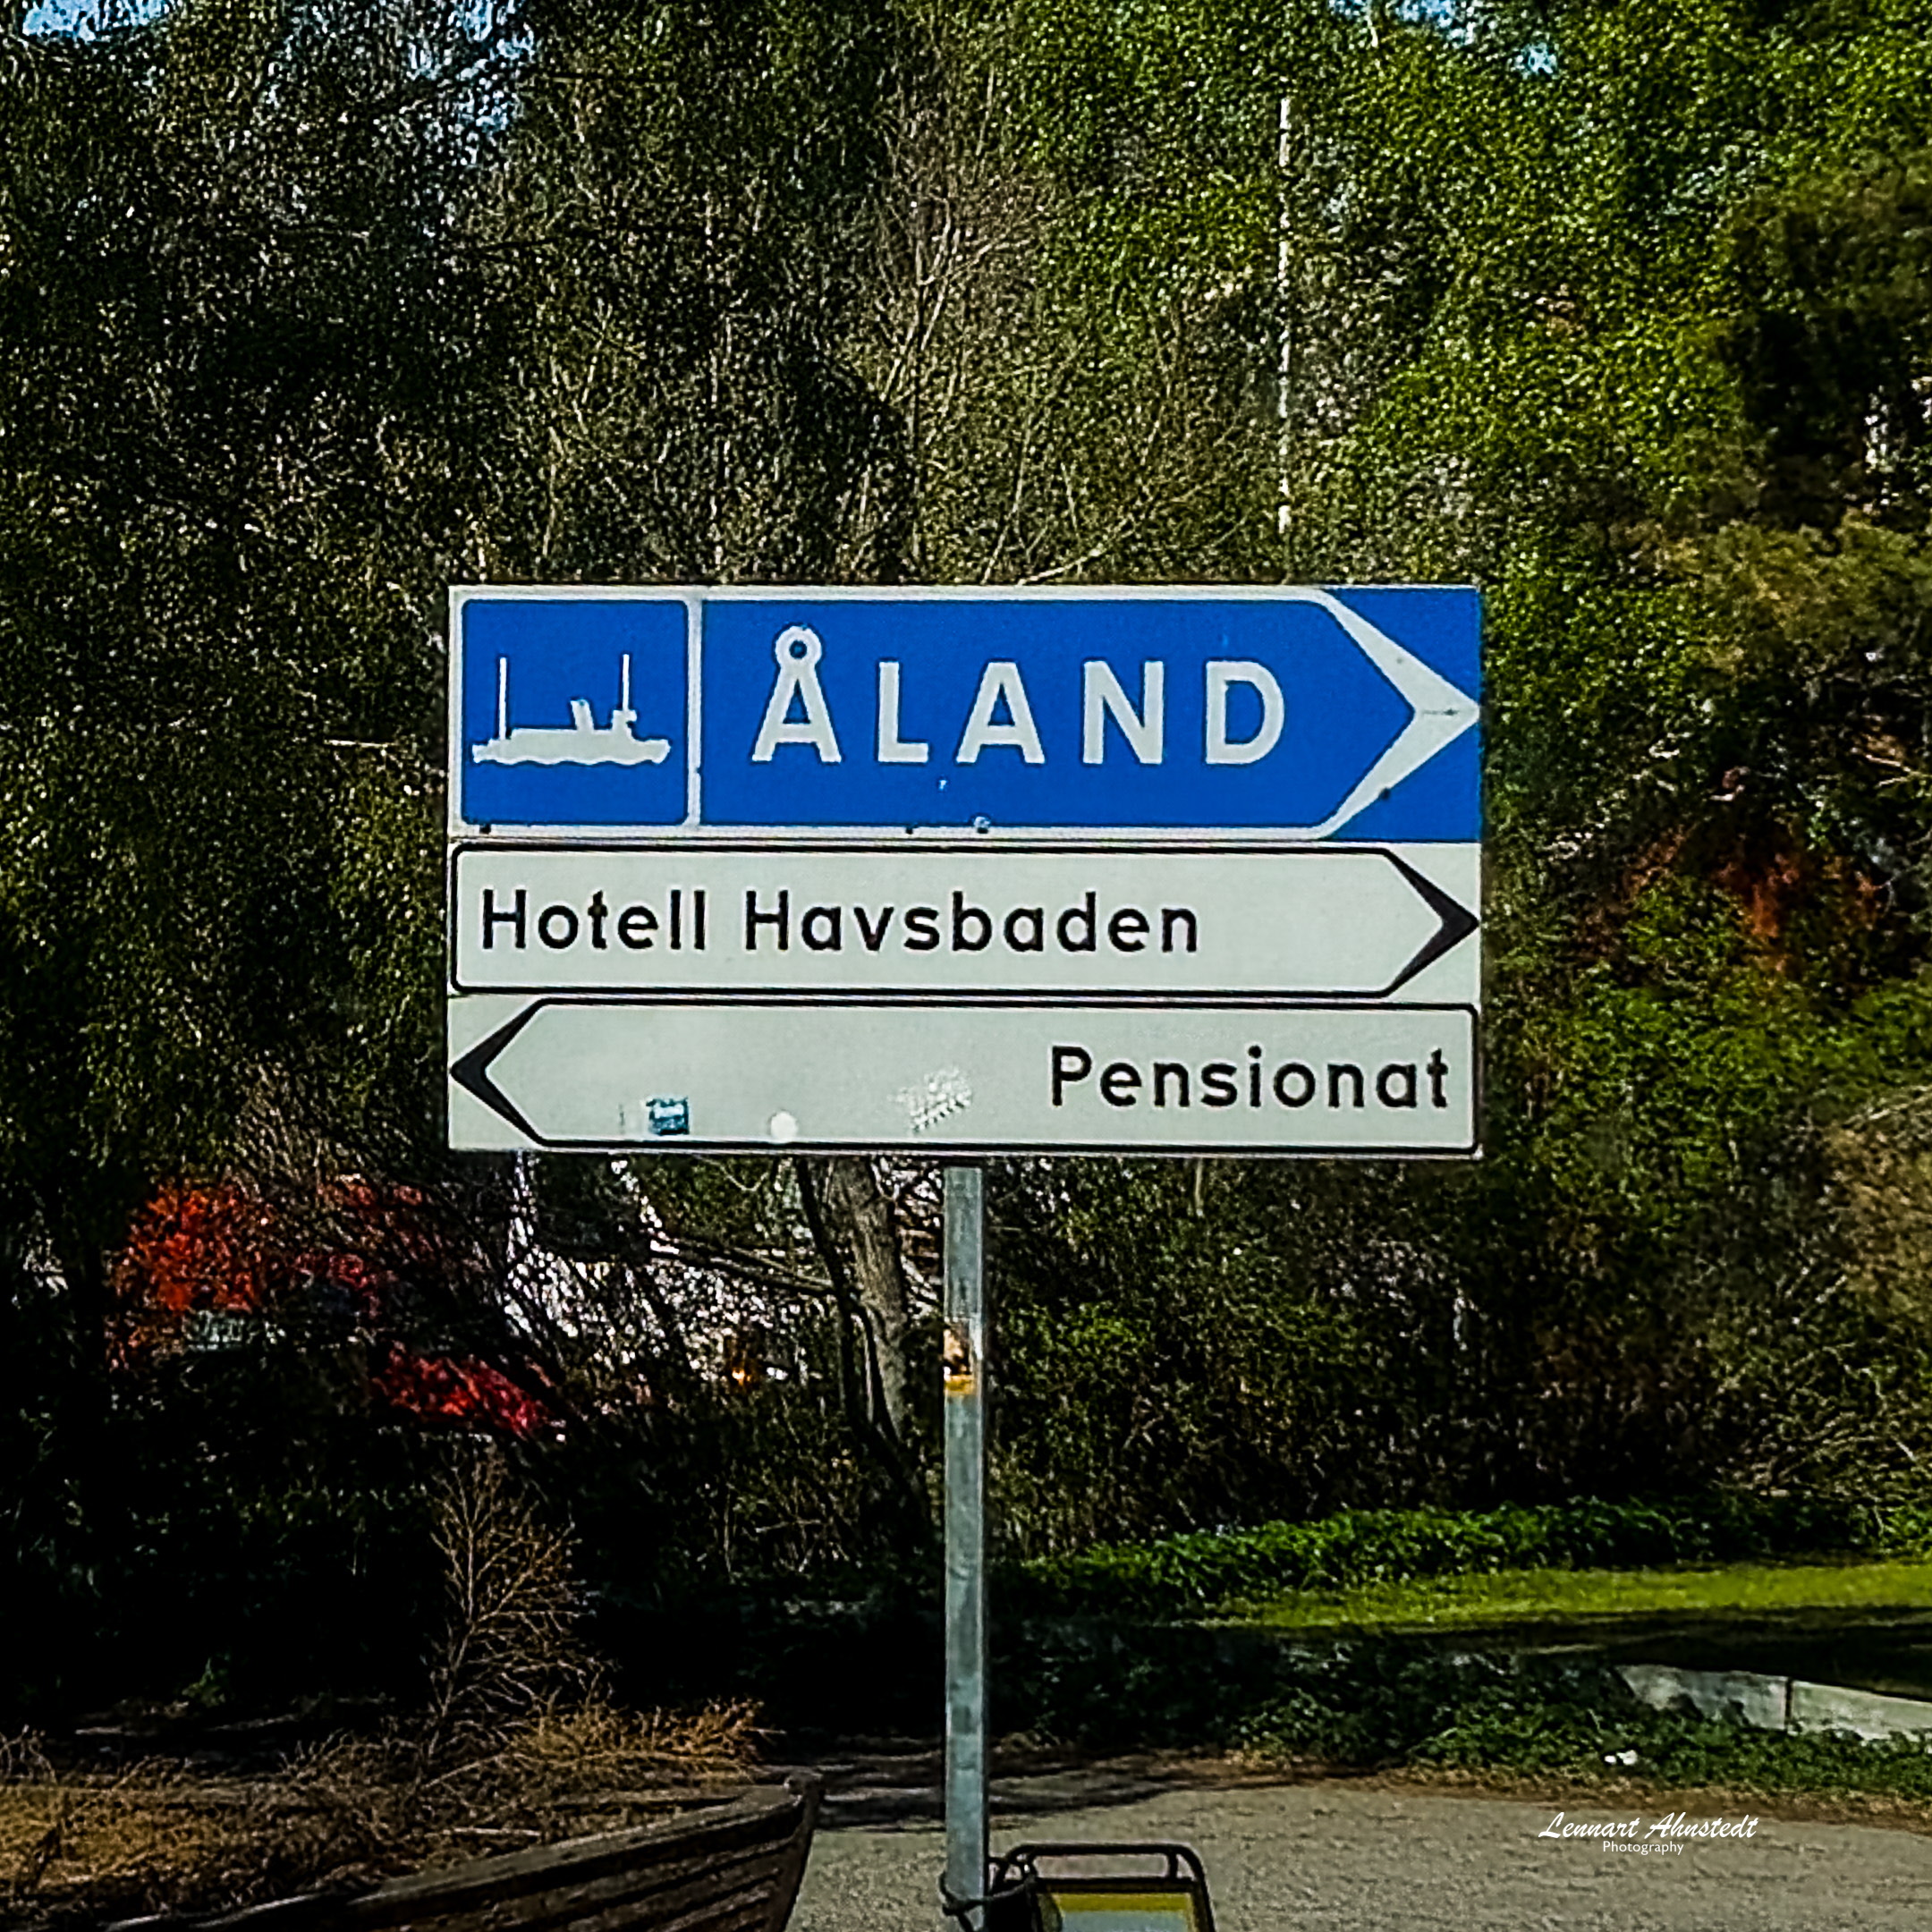 ÅLAND
Hotell Havsbaden
Pensionat
Lennart Ahnstedt
Photography